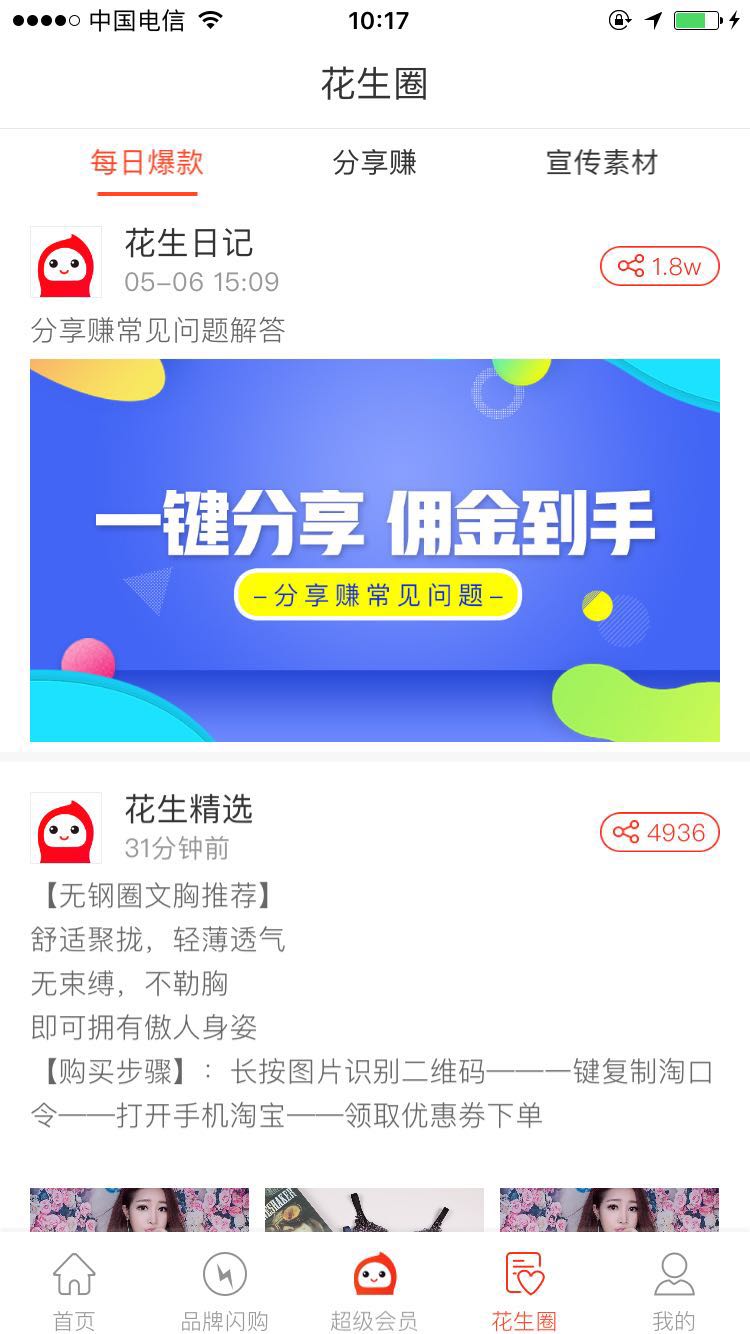 中国电信
10:17
花生圈
每日爆款
分享赚
宣传素材
花生日记
05-06 15:09
1.8w
分享赚常见问题解答
一键分享 佣金到手
–分享赚常见问题–
花生精选
31分钟前
4936
【无钢圈文胸推荐】
舒适聚拢，轻薄透气
无束缚，不勒胸
即可拥有傲人身姿
【购买步骤】：长按图片识别二维码——一键复制淘口
令——打开手机淘宝——领取优惠券下单
首页
品牌闪购
超级会员
花生圈
我的